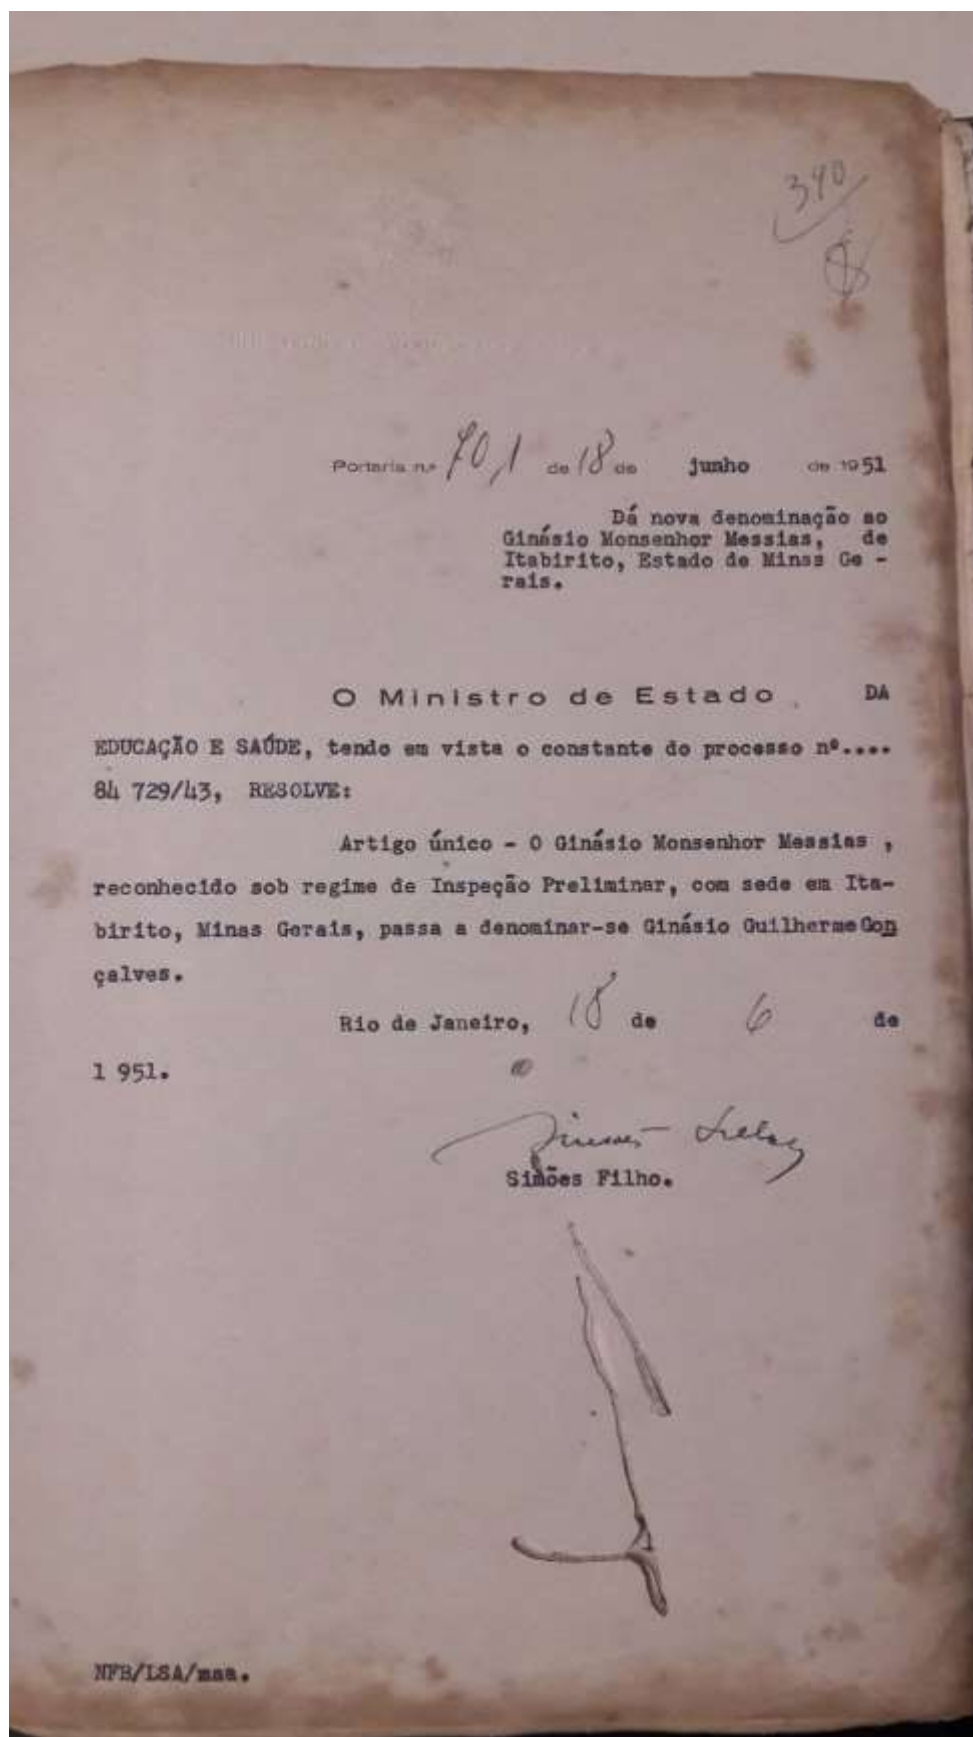 390
Portaria n.º 701 de 18 de junho de 1951
Dá nova denominação ao
Ginásio Monsenhor Messias, de
Itabirito, Estado de Minas Ge -
rais.
O Ministro de Estado DA
EDUCAÇÃO E SAÚDE, tendo em vista o constante do processo nº....
84 729/43, RESOLVE:
Artigo único - O Ginásio Monsenhor Messias ,
reconhecido sob regime de Inspeção Preliminar, com sede em Ita-
birito, Minas Gerais, passa a denominar-se Ginásio Guilherme Gon
çalves.
Rio de Janeiro, 18 de 6 de
1 951.
Simões Filho
Simões Filho.
NFB/LSA/maa.